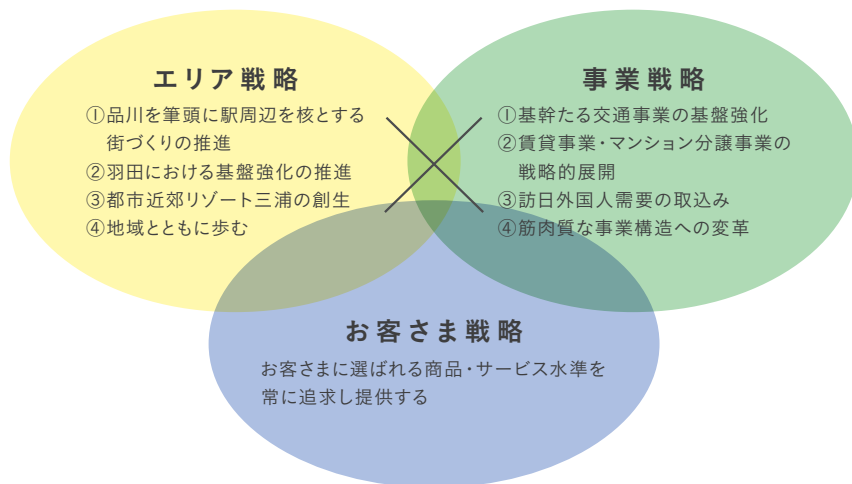 エリア戦略
①品川を筆頭に駅周辺を核とする
街づくりの推進
②羽田における基盤強化の推進
③都市近郊リゾート三浦の創生
④地域とともに歩む
事業戦略
①基幹たる交通事業の基盤強化
②賃貸事業・マンション分譲事業の
戦略的展開
③訪日外国人需要の取込み
④筋肉質な事業構造への変革
お客さま戦略
お客さまに選ばれる商品・サービス水準を
常に追求し提供する